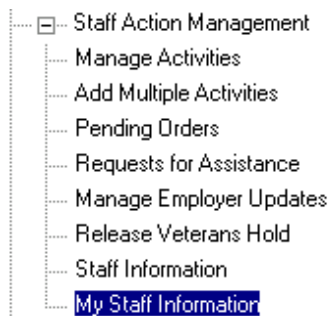 Staff Action Management
Manage Activities
Add Multiple Activities
Pending Orders
Requests for Assistance
Manage Employer Updates
Release Veterans Hold
Staff Information
My Staff Information